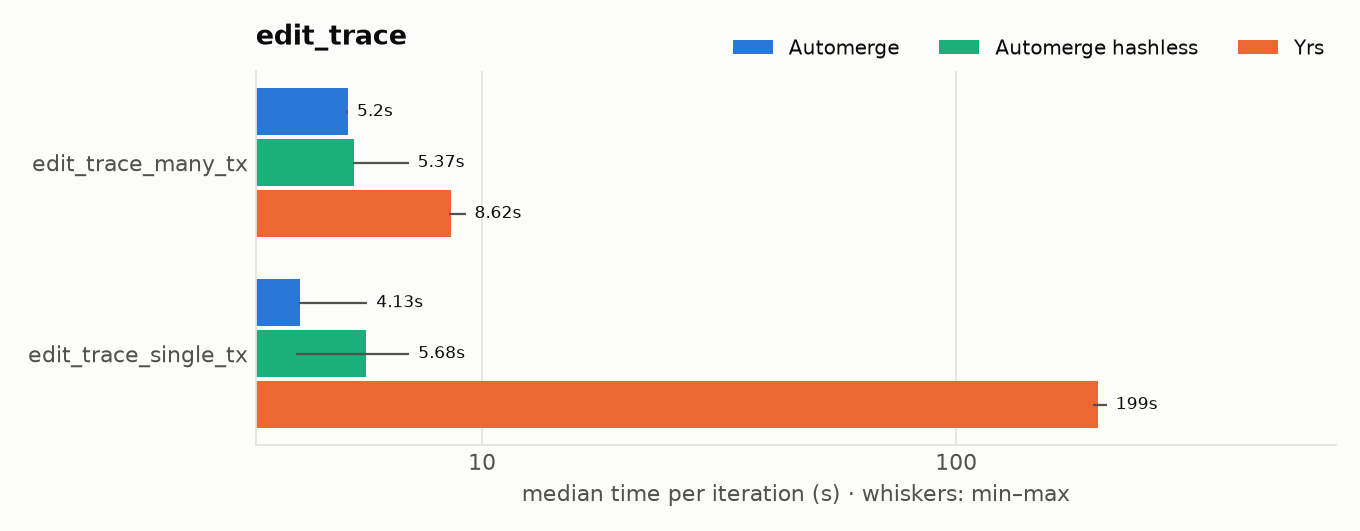 edit_trace
Automerge
Automerge hashless
Yrs
edit_trace_many_tx
5.2s
5.37s
8.62s
edit_trace_single_tx
4.13s
5.68s
199s
10
100
median time per iteration (s) · whiskers: min–max